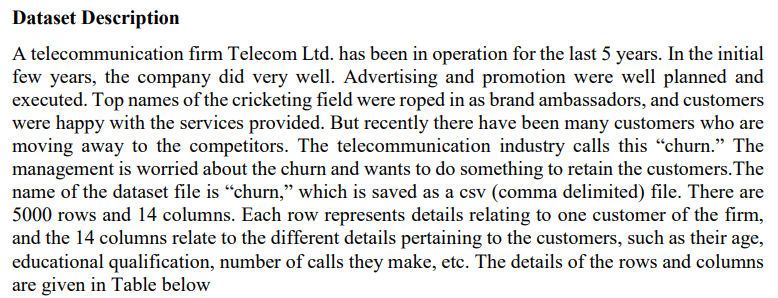 Dataset Description
A telecommunication firm Telecom Ltd. has been in operation for the last 5 years. In the initial
few years, the company did very well. Advertising and promotion were well planned and
executed. Top names of the cricketing field were roped in as brand ambassadors, and customers
were happy with the services provided. But recently there have been many customers who are
moving away to the competitors. The telecommunication industry calls this “churn.” The
management is worried about the churn and wants to do something to retain the customers.The
name of the dataset file is “churn,” which is saved as a csv (comma delimited) file. There are
5000 rows and 14 columns. Each row represents details relating to one customer of the firm,
and the 14 columns relate to the different details pertaining to the customers, such as their age,
educational qualification, number of calls they make, etc. The details of the rows and columns
are given in Table below